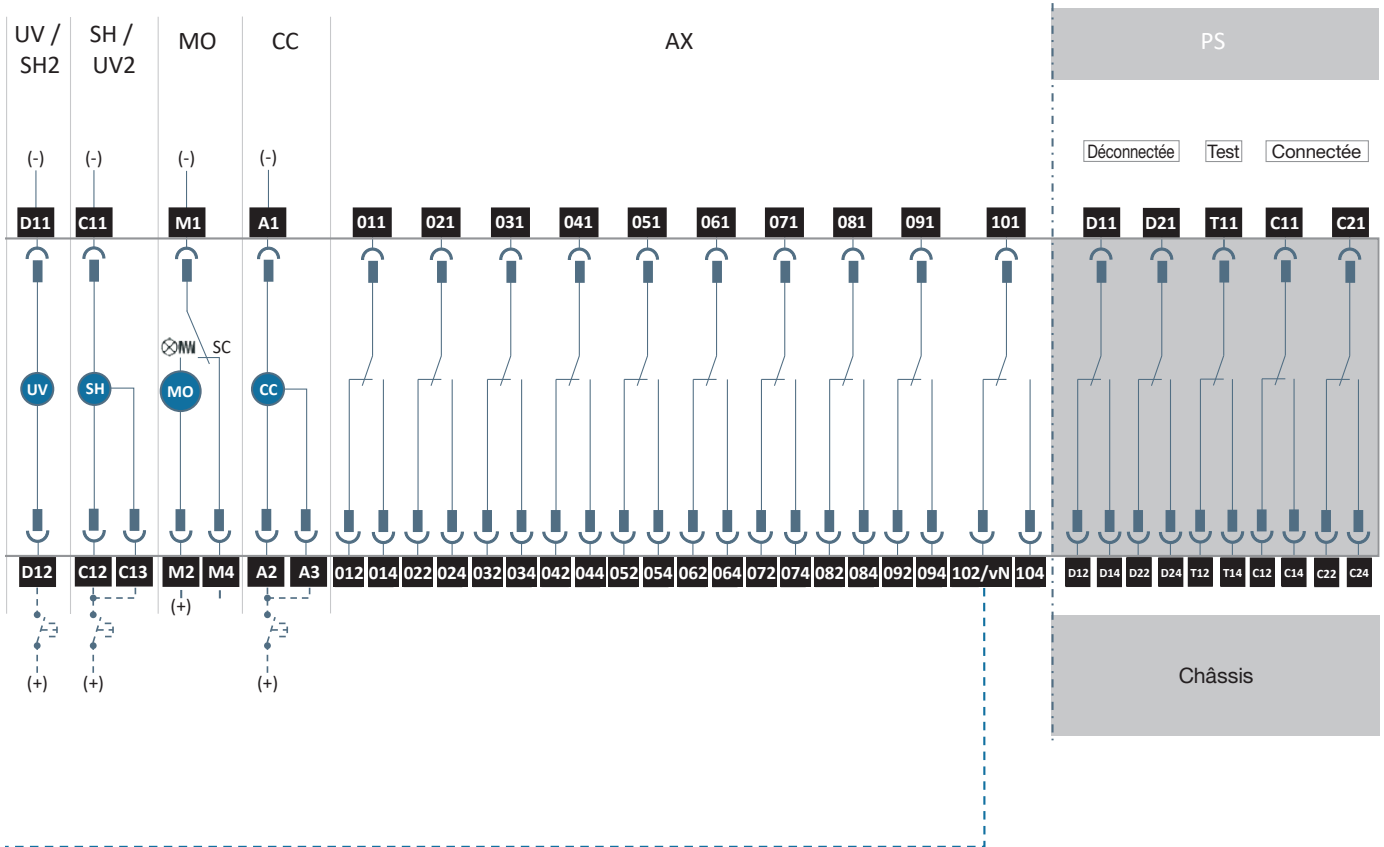 UV /
SH2
SH /
UV2
MO
CC
AX
PS
Déconnectée Test Connectée
(-) (-) (-) (-)
D11 C11 M1 A1 011 021 031 041 051 061 071 081 091 101 D11 D21 T11 C11 C21
SC
UV SH MO CC
D12 C12 C13 M2 M4 A2 A3 012 014 022 024 032 034 042 044 052 054 062 064 072 074 082 084 092 094 102/vN 104 D12 D14 D22 D24 T12 T14 C12 C14 C22 C24
(+)
(+) (+) (+)
Châssis